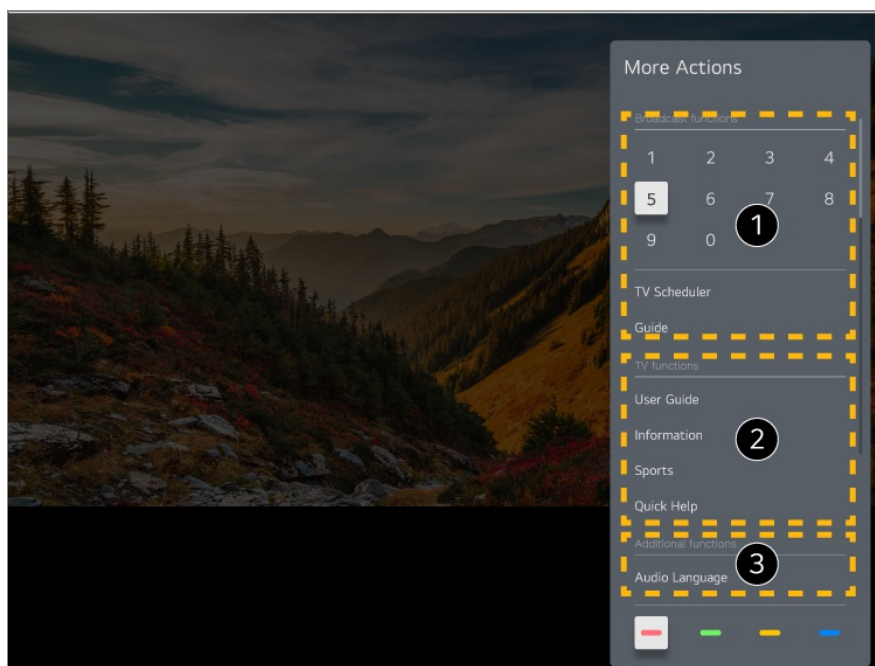 More Actions
Broadcast functions
1 2 3 4
5 6 7 8
1
9 0
TV Scheduler
Guide
TV functions
User Guide
Information
2
Sports
Quick Help
Additional functions
3
Audio Language